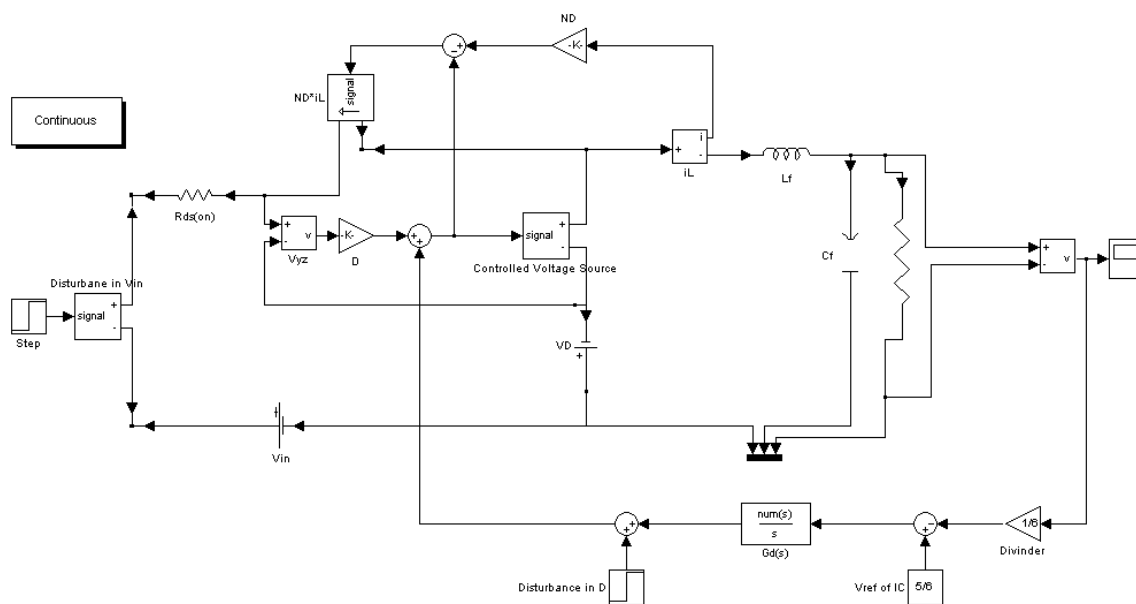 ND
-K-
signal
ND*iL
Continuous
i
iL
Lf
Rds(on)
v
Vyz
-K-
D
signal
Controlled Voltage Source
Cf
v
Disturbane in Vin
signal
Step
VD
Vin
num(s)
s
Gd(s)
1/6
Divinder
Disturbance in D
Vref of IC
5/6